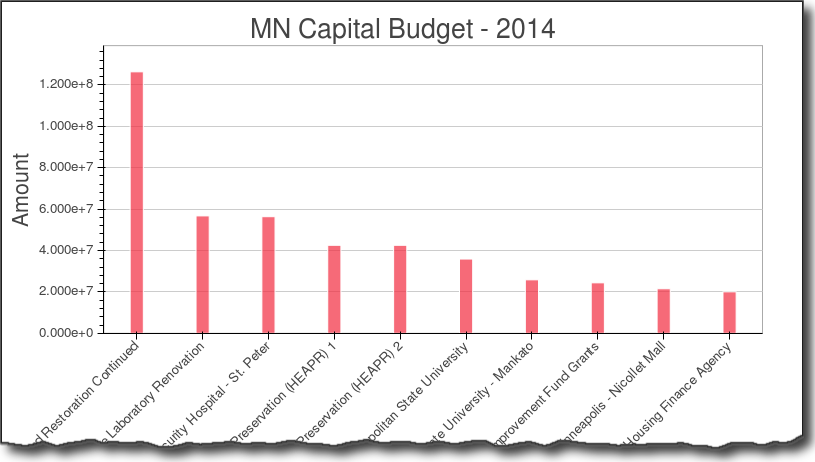 MN Capital Budget - 2014
Amount
1.200e+8
1.000e+8
8.000e+7
6.000e+7
4.000e+7
2.000e+7
0.000e+0
Restoration Continued
Laboratory Renovation
Hospital - St. Peter
Preservation (HEAPR) 1
Preservation (HEAPR) 2
State University
University - Mankato
Fund Grants
- Nicollet Mall
Housing Finance Agency